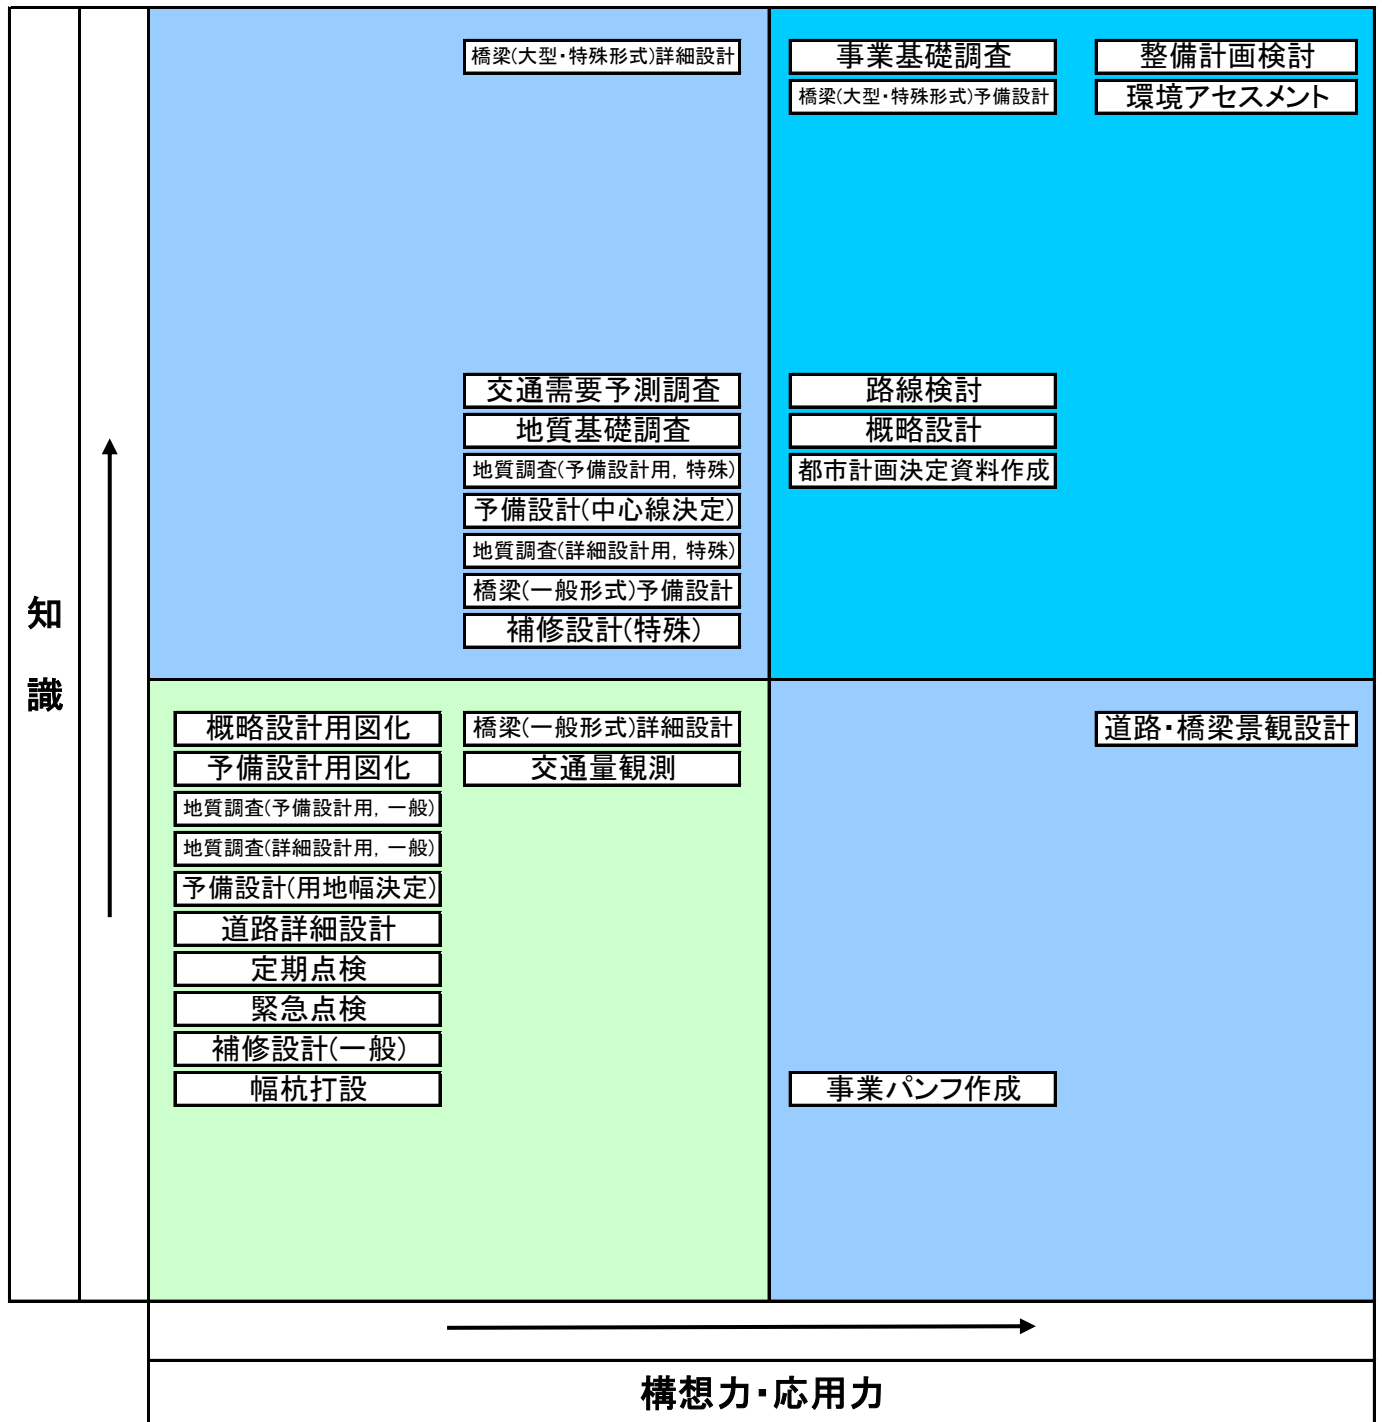 橋梁(大型・特殊形式)詳細設計
事業基礎調査
整備計画検討
橋梁(大型・特殊形式)予備設計
環境アセスメント
交通需要予測調査
路線検討
地質基礎調査
概略設計
地質調査(予備設計用, 特殊)
都市計画決定資料作成
予備設計(中心線決定)
地質調査(詳細設計用, 特殊)
橋梁(一般形式)予備設計
補修設計(特殊)
知識
概略設計用図化
橋梁(一般形式)詳細設計
道路・橋梁景観設計
予備設計用図化
交通量観測
地質調査(予備設計用, 一般)
地質調査(詳細設計用, 一般)
予備設計(用地幅決定)
道路詳細設計
定期点検
緊急点検
補修設計(一般)
幅杭打設
事業パンフ作成
構想力・応用力